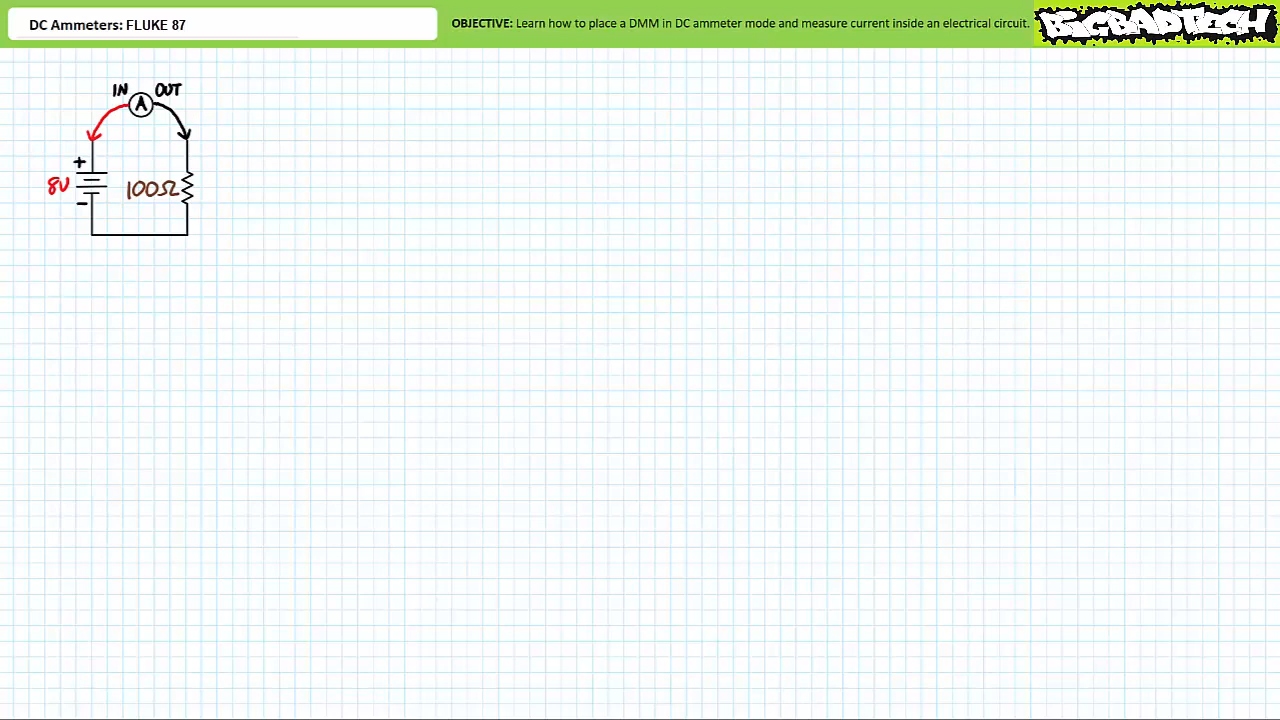 DC Ammeters: FLUKE 87
OBJECTIVE: Learn how to place a DMM in DC ammeter mode and measure current inside an electrical circuit.
BIGBADTECH
IN A OUT
+
8V
100Ω
-